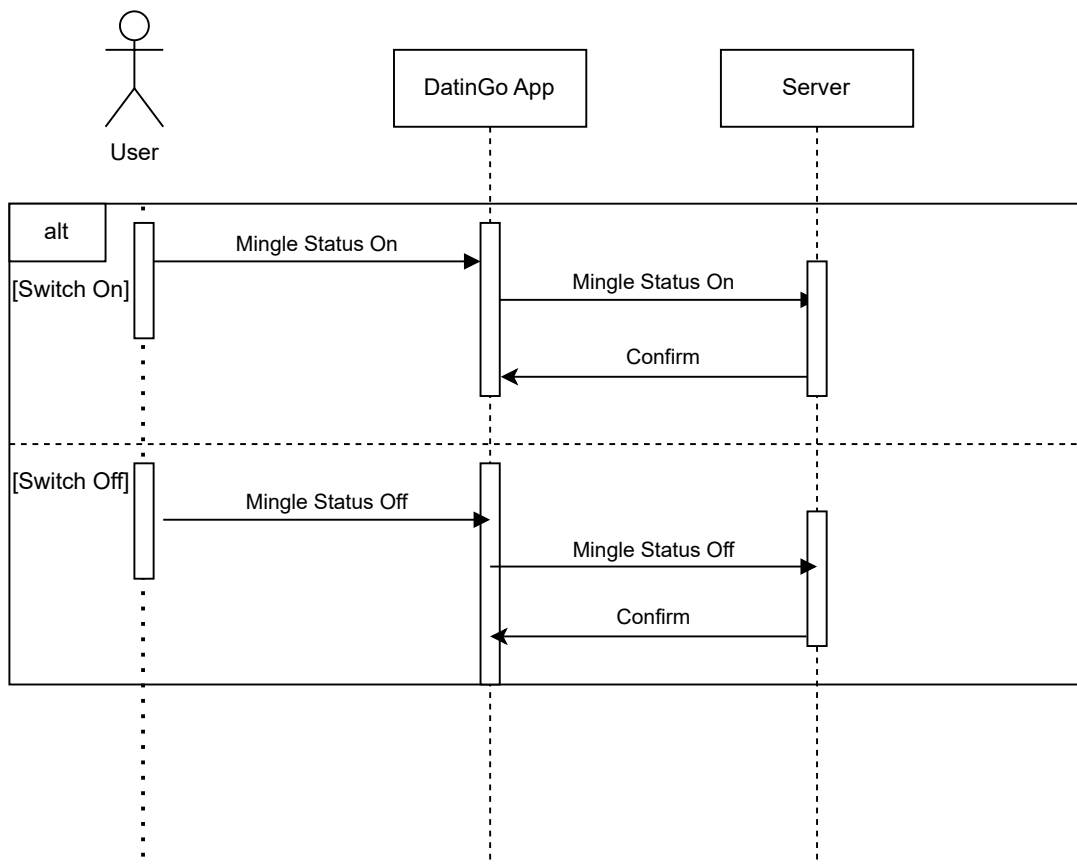 User
DatinGo App
Server
alt
[Switch On]
Mingle Status On
Mingle Status On
Confirm
[Switch Off]
Mingle Status Off
Mingle Status Off
Confirm